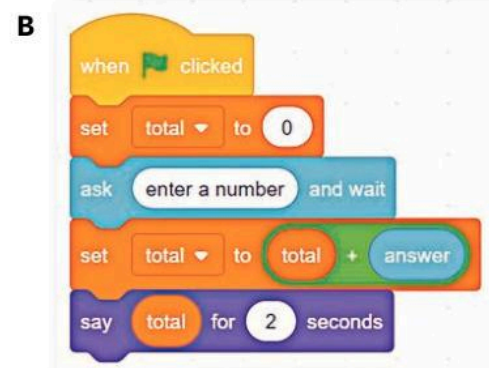 B
when clicked
set total to 0
ask enter a number and wait
set total to total + answer
say total for 2 seconds